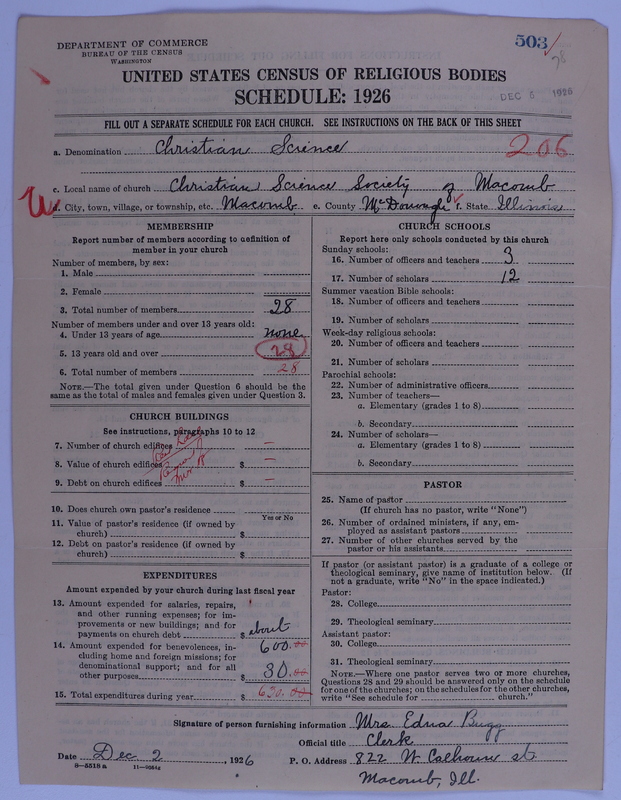 DEPARTMENT OF COMMERCE
BUREAU OF THE CENSUS
WASHINGTON
503 ✓
78
UNITED STATES CENSUS OF RELIGIOUS BODIES
SCHEDULE: 1926
DEC 6 1926
FILL OUT A SEPARATE SCHEDULE FOR EACH CHURCH. SEE INSTRUCTIONS ON THE BACK OF THIS SHEET
a. Denomination Christian Science 206
c. Local name of church Christian Science Society of Macomb
City, town, village, or township, etc. Macomb e. County McDonough f. State Illinois
MEMBERSHIP
Report number of members according to definition of
member in your church
Number of members, by sex:
1. Male
2. Female
3. Total number of members 28
Number of members under and over 13 years old:
4. Under 13 years of age none
5. 13 years old and over 28
6. Total number of members 28
NOTE.—The total given under Question 6 should be the
same as the total of males and females given under Question 3.
CHURCH BUILDINGS
See instructions, paragraphs 10 to 12
7. Number of church edifices –
8. Value of church edifices $ –
9. Debt on church edifices $ –
10. Does church own pastor's residence
Yes or No
11. Value of pastor's residence (if owned by
church) $
12. Debt on pastor's residence (if owned by
church) $
EXPENDITURES
Amount expended by your church during last fiscal year
13. Amount expended for salaries, repairs,
and other running expenses; for im-
provements or new buildings; and for
payments on church debt $ about
14. Amount expended for benevolences, in- 600.00
cluding home and foreign missions; for
denominational support; and for all
other purposes $ 30.00
15. Total expenditures during year $ 630.00
CHURCH SCHOOLS
Report here only schools conducted by this church
Sunday schools:
16. Number of officers and teachers 3
17. Number of scholars 12
Summer vacation Bible schools:
18. Number of officers and teachers
19. Number of scholars
Week-day religious schools:
20. Number of officers and teachers
21. Number of scholars
Parochial schools:
22. Number of administrative officers
23. Number of teachers—
a. Elementary (grades 1 to 8)
b. Secondary
24. Number of scholars—
a. Elementary (grades 1 to 8)
b. Secondary
PASTOR
25. Name of pastor
(If church has no pastor, write "None")
26. Number of ordained ministers, if any, em-
ployed as assistant pastors
27. Number of other churches served by the
pastor or his assistants
If pastor (or assistant pastor) is a graduate of a college or
theological seminary, give name of institution below. (If
not a graduate, write "No" in the space indicated.)
Pastor:
28. College
29. Theological seminary
Assistant pastor:
30. College
31. Theological seminary
NOTE.—Where one pastor serves two or more churches,
Questions 28 and 29 should be answered only on the schedule
for one of the churches; on the schedules for the other churches,
write "See schedule for church."
Signature of person furnishing information Mrs. Edna Bugg
Official title Clerk
Date Dec 2, 1926 P. O. Address 822 W. Calhoun st.
8—5518 a
Macomb, Ill.